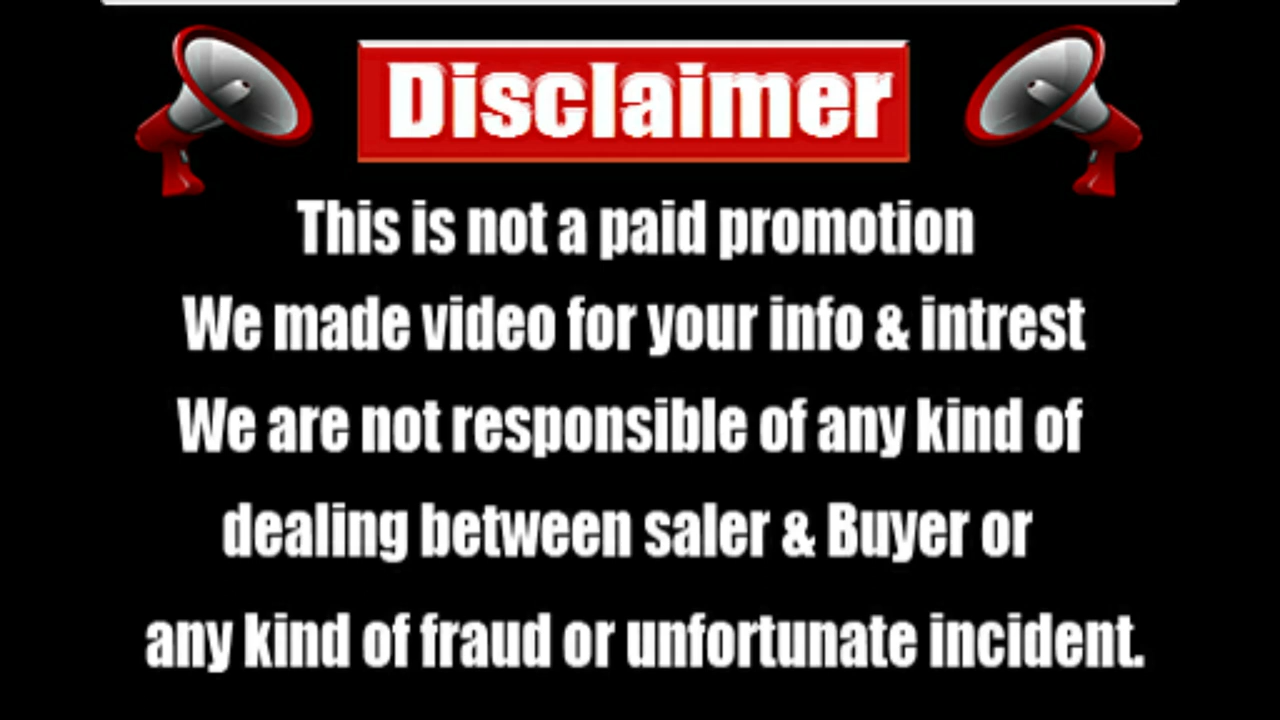 Disclaimer
This is not a paid promotion
We made video for your info & intrest
We are not responsible of any kind of
dealing between saler & Buyer or
any kind of fraud or unfortunate incident.